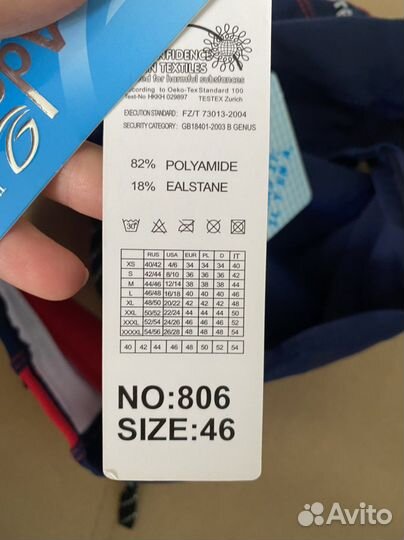 CONFIDENCE
IN TEXTILES
for harmful substances
according to Oeko-Tex Standard 100
Test-No HKKH 029897 TESTEX Zurich
EXECUTION STANDARD: FZ/T 73013-2004
SECURITY CATEGORY: GB18401-2003 B GENUS
82% POLYAMIDE
18% EALSTANE
30°
RUS USA EUR PL D IT
XS 40/42 4/6 34 34 34 40
S 42/44 8/10 36 36 36 42
M 44/46 12/14 38 38 38 44
L 46/48 16/18 40 40 40 46
XL 48/50 20/22 42 42 42 48
XXL 50/52 22/24 44 44 44 50
XXXL 52/54 24/26 46 46 46 52
XXXXL 54/56 26/28 48 48 48 54
40 42 44 46 48 50 52 54
NO:806
SIZE:46
Avito